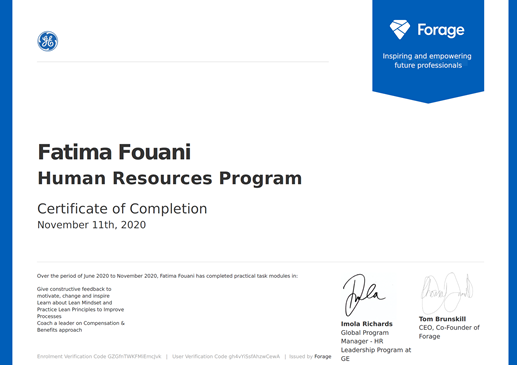 Forage
Inspiring and empowering
future professionals
Fatima Fouani
Human Resources Program
Certificate of Completion
November 11th, 2020
Over the period of June 2020 to November 2020, Fatima Fouani has completed practical task modules in:
Give constructive feedback to
motivate, change and inspire
Learn about Lean Mindset and
Practice Lean Principles to Improve
Processes
Coach a leader on Compensation &
Benefits approach
Imola Richards
Global Program
Manager - HR
Leadership Program at
GE
Tom Brunskill
CEO, Co-Founder of
Forage
Enrolment Verification Code | User Verification Code | Issued by Forage